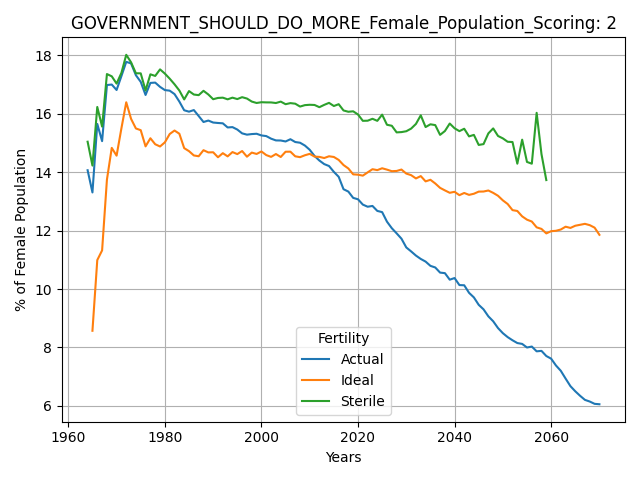 GOVERNMENT_SHOULD_DO_MORE_Female_Population_Scoring: 2
% of Female Population
18
16
14
12
10
8
6
Fertility
Actual
Ideal
Sterile
1960 1980 2000 2020 2040 2060
Years